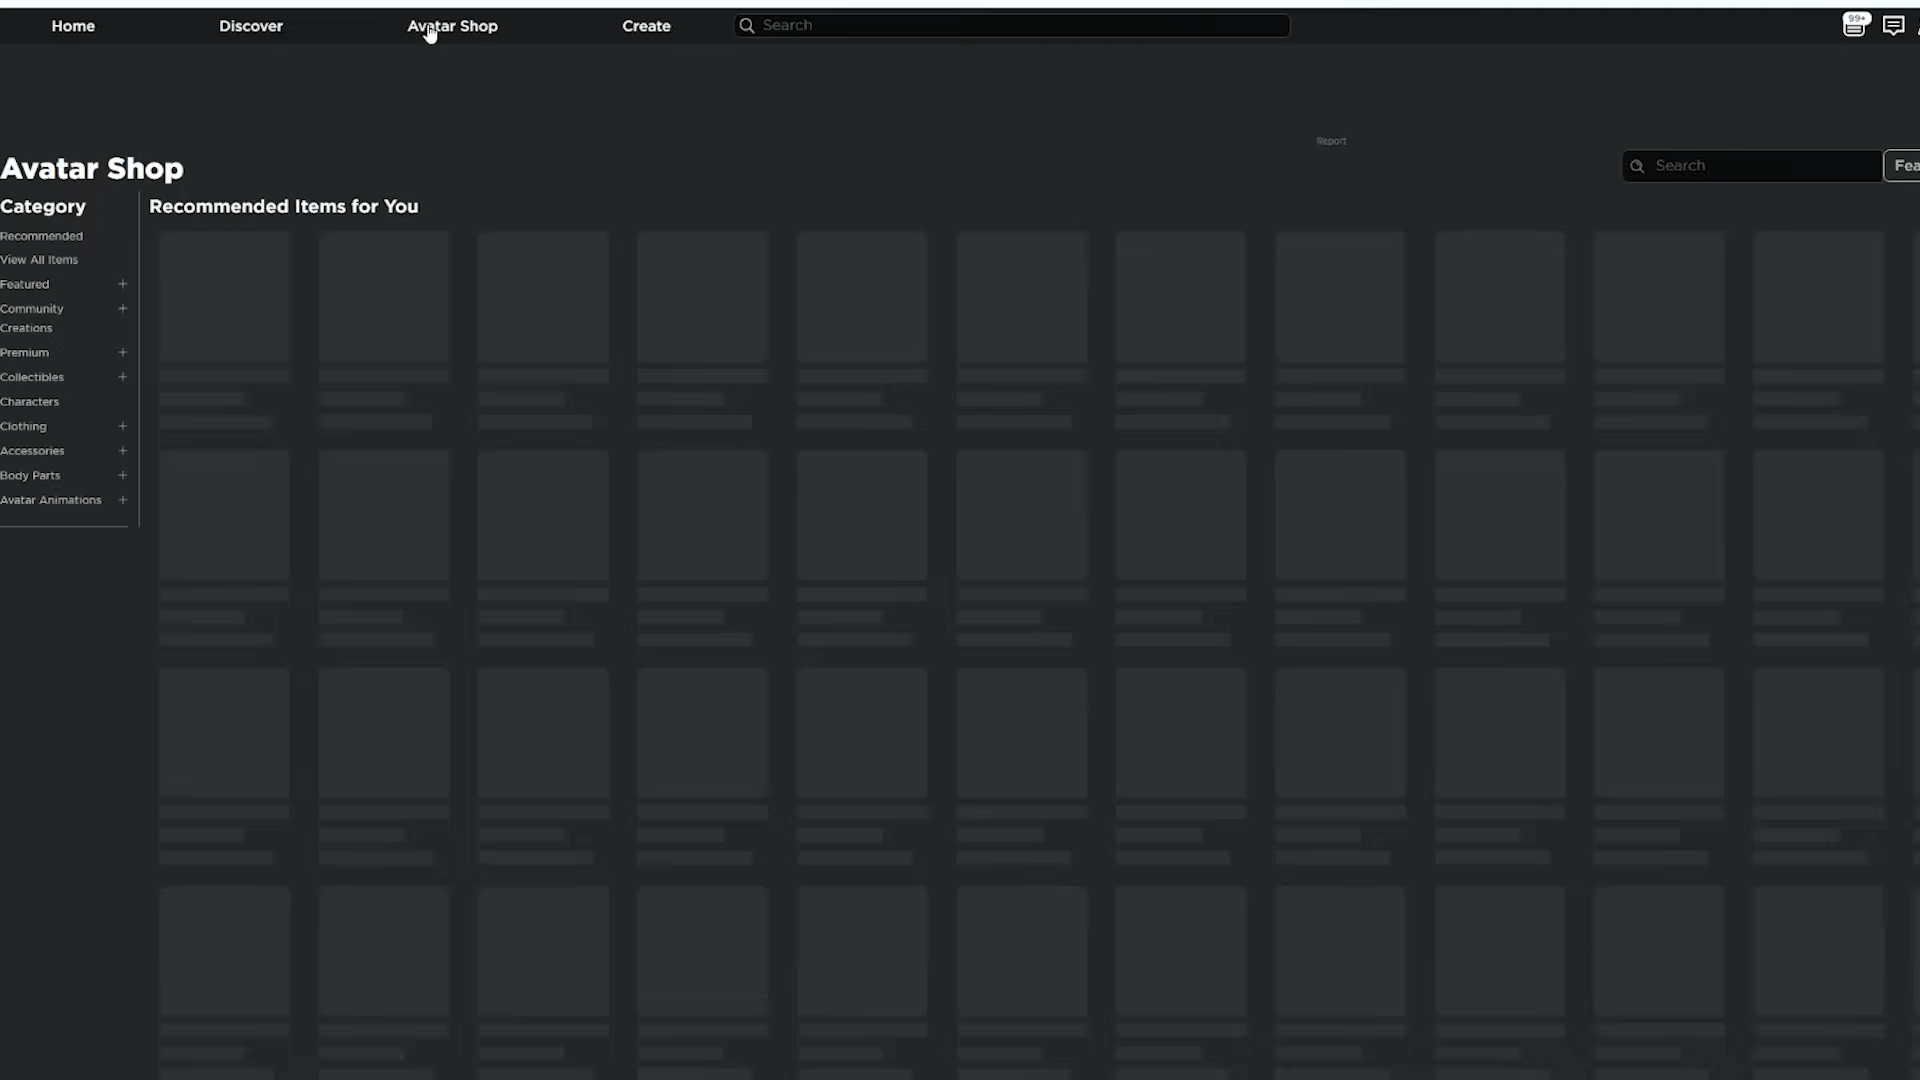 Home Discover Avatar Shop Create Search 99+
Report
Avatar Shop Search Fea
Category
Recommended Items for You
Recommended
View All Items
Featured +
Community +
Creations
Premium +
Collectibles +
Characters
Clothing +
Accessories +
Body Parts +
Avatar Animations +